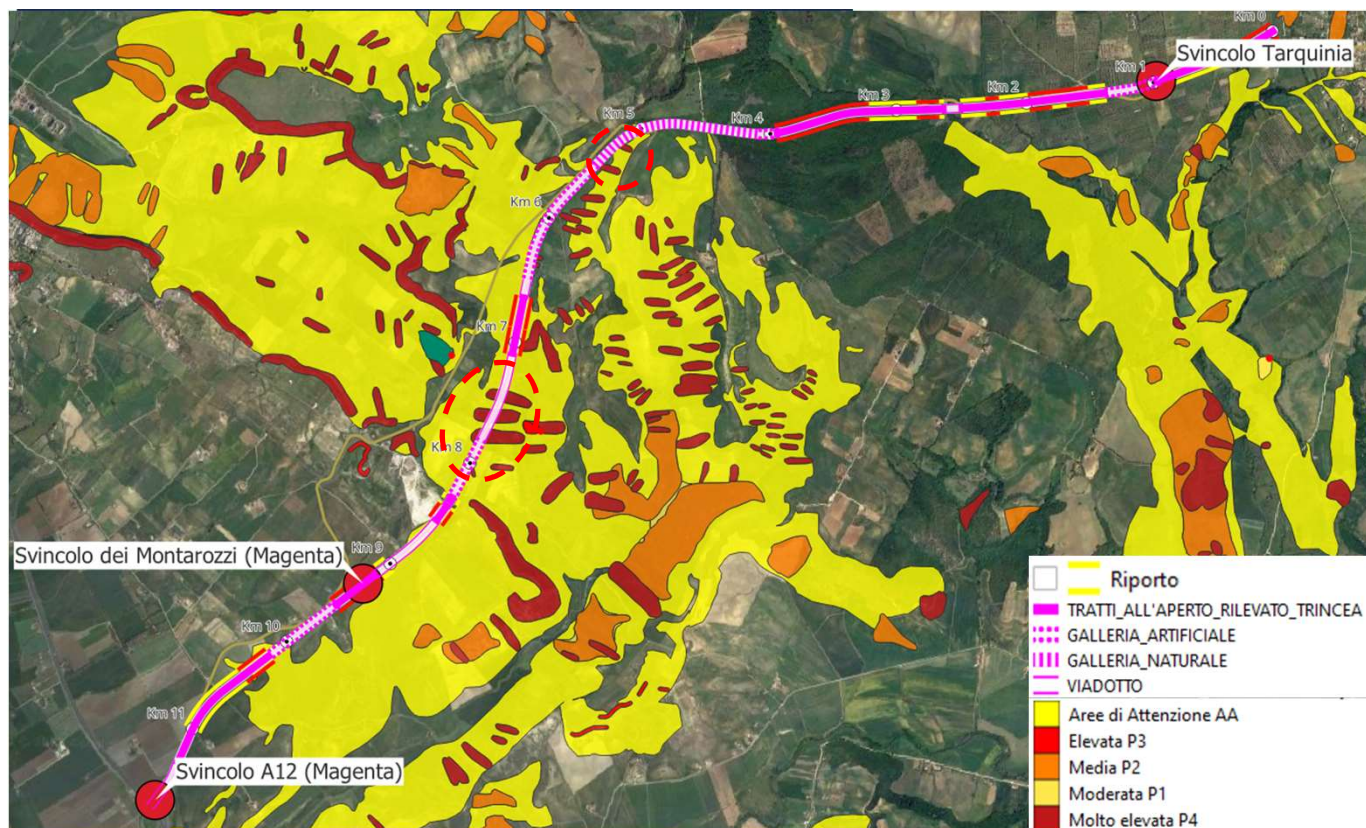 Km 0
Svincolo Tarquinia
Km 1
Km 2
Km 3
Km 4
Km 5
Km 6
Km 7
Km 8
Km 9
Svincolo dei Montarozzi (Magenta)
Km 10
Km 11
Svincolo A12 (Magenta)
Riporto
TRATTI_ALL'APERTO_RILEVATO_TRINCEA
GALLERIA_ARTIFICIALE
GALLERIA_NATURALE
VIADOTTO
Aree di Attenzione AA
Elevata P3
Media P2
Moderata P1
Molto elevata P4